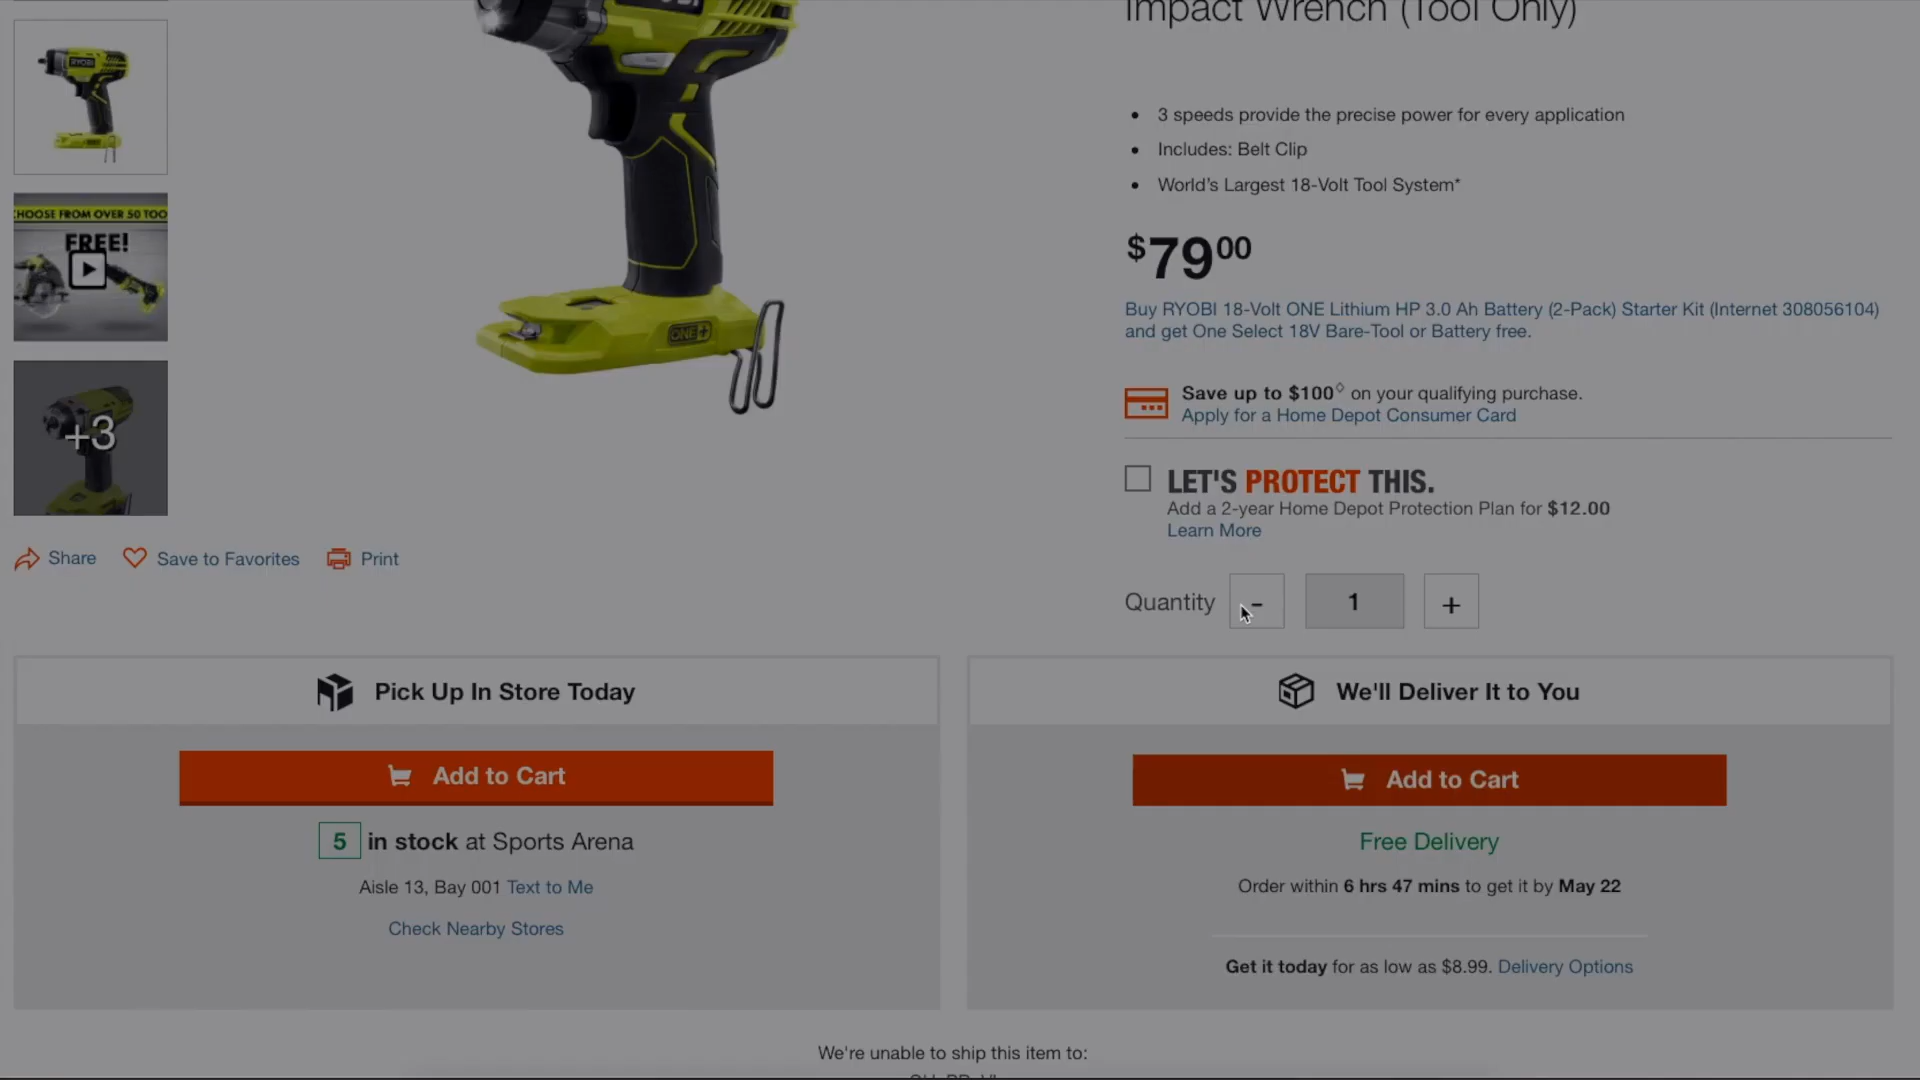 Impact Wrench (Tool Only)
RYOBI
• 3 speeds provide the precise power for every application
• Includes: Belt Clip
• World's Largest 18-Volt Tool System*
HOOSE FROM OVER 50 TOO
FREE!
$7900
ONE+
Buy RYOBI 18-Volt ONE Lithium HP 3.0 Ah Battery (2-Pack) Starter Kit (Internet 308056104)
and get One Select 18V Bare-Tool or Battery free.
Save up to $100◊ on your qualifying purchase.
Apply for a Home Depot Consumer Card
+3
LET'S PROTECT THIS.
Add a 2-year Home Depot Protection Plan for $12.00
Learn More
Share Save to Favorites Print
Quantity - 1 +
Pick Up In Store Today
Add to Cart
5 in stock at Sports Arena
Aisle 13, Bay 001 Text to Me
Check Nearby Stores
We'll Deliver It to You
Add to Cart
Free Delivery
Order within 6 hrs 47 mins to get it by May 22
Get it today for as low as $8.99. Delivery Options
We're unable to ship this item to: